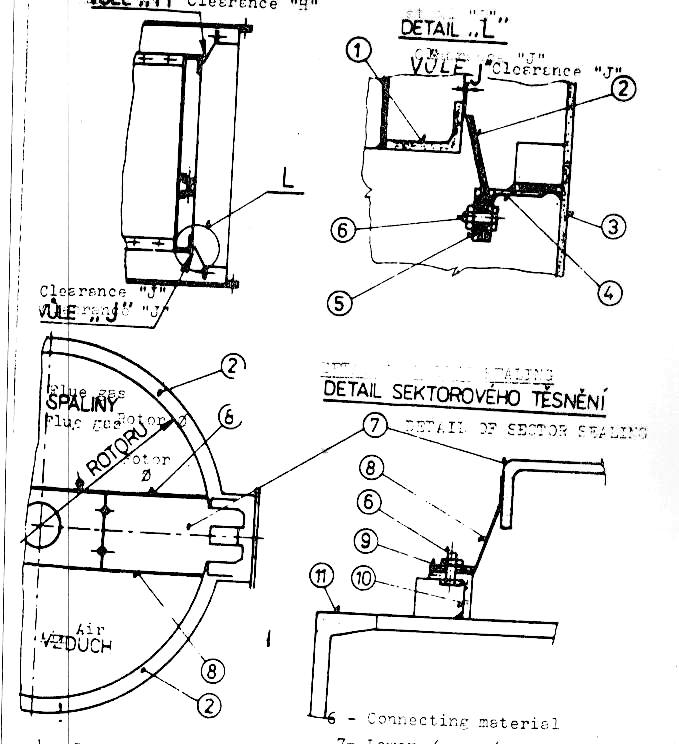 VŮLE „H" Clearance "H"
DETAIL „L"
VŮLE „J" Clearance "J"
1
2
3
4
5
6
L
Clearance "J"
VŮLE „J"
Clearance "J"
2
Flue gas
SPALINY
Flue gas
Rotor Ø
ROTORU
Rotor
Ø
6
7
Air
VZDUCH
8
2
DETAIL SEKTOROVÉHO TĚSNĚNÍ
DETAIL OF SECTOR SEALING
8
6
9
10
11
6 - Connecting material